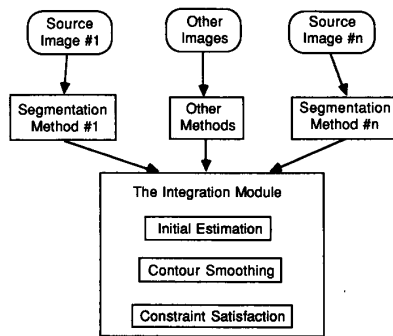 Source
Image #1
Other
Images
Source
Image #n
Segmentation
Method #1
Other
Methods
Segmentation
Method #n
The Integration Module
Initial Estimation
Contour Smoothing
Constraint Satisfaction